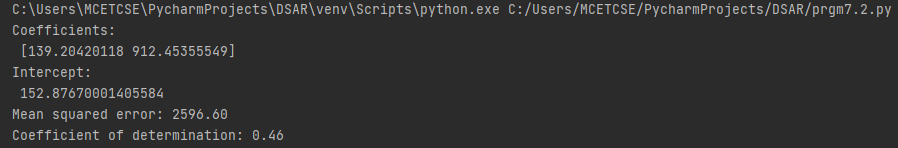 C:\Users\MCETCSE\PycharmProjects\DSAR\venv\Scripts\python.exe C:/Users/MCETCSE/PycharmProjects/DSAR/prgm7.2.py
Coefficients:
[139.20420118 912.45355549]
Intercept:
152.87670001405584
Mean squared error: 2596.60
Coefficient of determination: 0.46